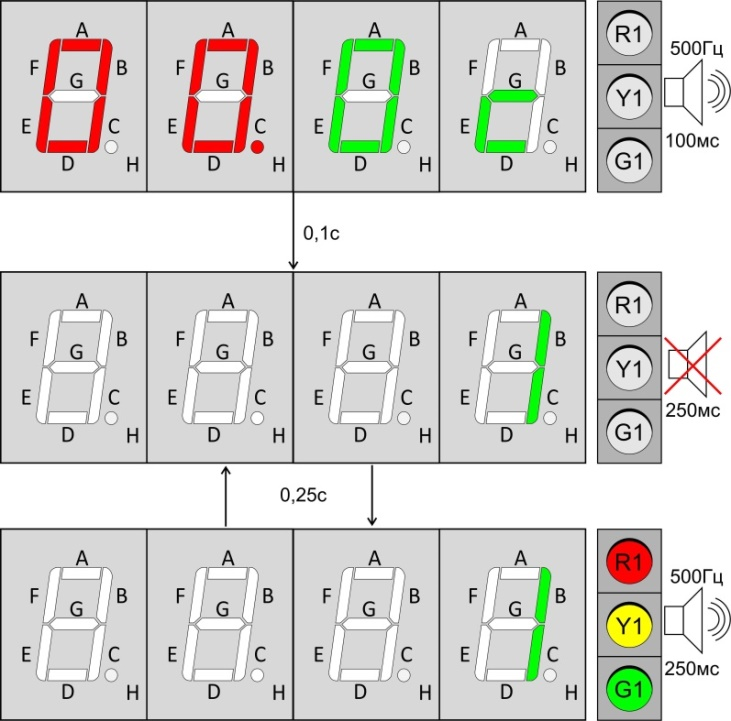 A A A A R1
500Гц
F B F B F B F B
G G G G Y1
E C E C E C E C
100мс
D H D H D H D H G1
0,1с
A A A A R1
F B F B F B F B
G G G G Y1
E C E C E C E C
250мс
D H D H D H D H G1
0,25с
A A A A R1
500Гц
F B F B F B F B
G G G G Y1
E C E C E C E C
250мс
D H D H D H D H G1